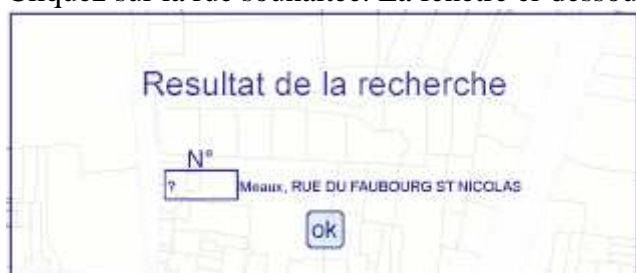 Cliquez sur la rue souhaitée. La fenêtre ci-dessou
Resultat de la recherche
N°
? Meaux, RUE DU FAUBOURG ST NICOLAS
ok